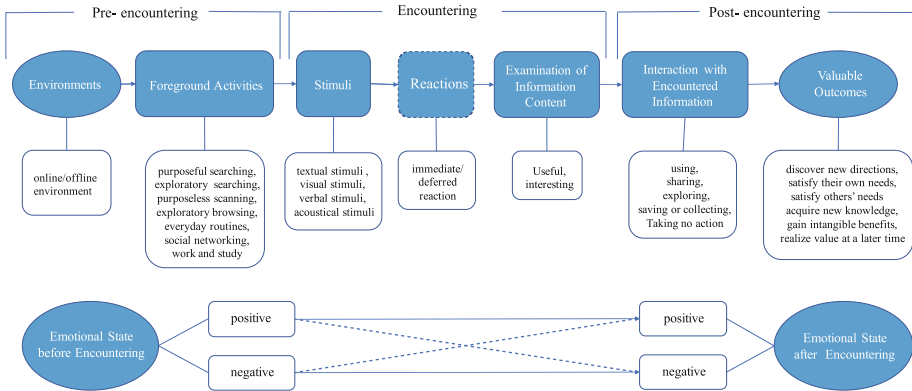 Pre- encountering
Encountering
Post- encountering
Environments
Foreground Activities
Stimuli
Reactions
Examination of
Information
Content
Interaction with
Encountered
Information
Valuable
Outcomes
online/offline
environment
purposeful searching,
exploratory searching,
purposeless scanning,
exploratory browsing,
everyday routines,
social networking,
work and study
textual stimuli ,
visual stimuli,
verbal stimuli,
acoustical stimuli
immediate/
deferred
reaction
Useful,
interesting
using,
sharing,
exploring,
saving or collecting,
Taking no action
discover new directions,
satisfy their own needs,
satisfy others’ needs
acquire new knowledge,
gain intangible benefits,
realize value at a later time
Emotional State
before Encountering
positive
negative
positive
negative
Emotional State
after Encountering